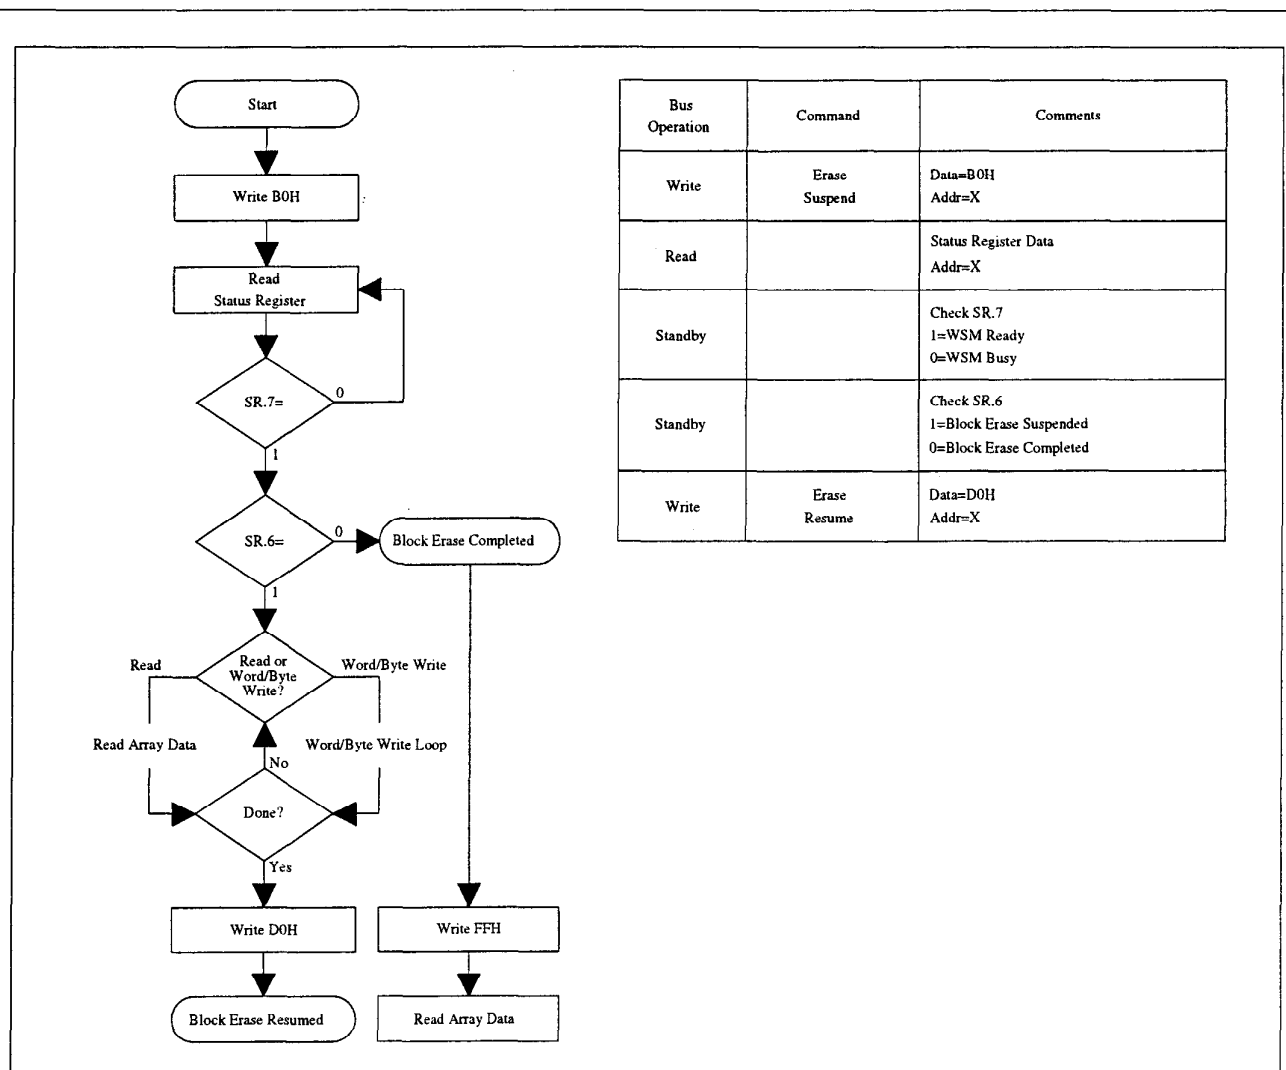 Start
Write B0H
Read
Status Register
SR.7=
0
1
SR.6=
0
Block Erase Completed
1
Read or
Word/Byte
Write?
Read
Word/Byte Write
Read Array Data
Word/Byte Write Loop
No
Done?
Yes
Write D0H
Write FFH
Block Erase Resumed
Read Array Data
Bus
Operation
Command
Comments
Write
Erase
Suspend
Data=B0H
Addr=X
Read
Status Register Data
Addr=X
Standby
Check SR.7
1=WSM Ready
0=WSM Busy
Standby
Check SR.6
1=Block Erase Suspended
0=Block Erase Completed
Write
Erase
Resume
Data=D0H
Addr=X